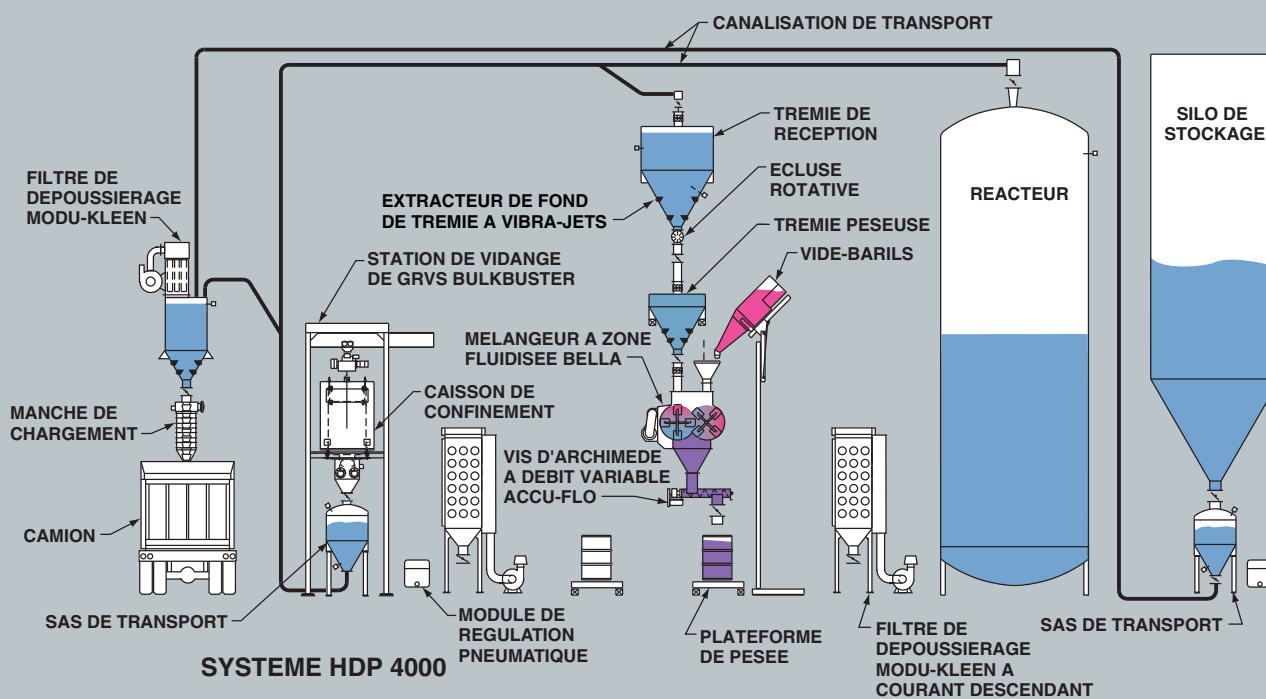 CANALISATION DE TRANSPORT
TREMIE DE
RECEPTION
SILO DE
STOCKAGE
FILTRE DE
DEPOUSSIERAGE
MODU-KLEEN
ECLUSE
ROTATIVE
EXTRACTEUR DE FOND
DE TREMIE A VIBRA-JETS
REACTEUR
TREMIE PESEUSE
STATION DE VIDANGE
DE GRVS BULKBUSTER
VIDE-BARILS
MELANGEUR A ZONE
FLUIDISEE BELLA
CAISSON DE
CONFINEMENT
MANCHE DE
CHARGEMENT
VIS D'ARCHIMEDE
A DEBIT VARIABLE
ACCU-FLO
CAMION
SAS DE TRANSPORT
MODULE DE
REGULATION
PNEUMATIQUE
PLATEFORME
DE PESEE
FILTRE DE
DEPOUSSIERAGE
MODU-KLEEN A
COURANT DESCENDANT
SAS DE TRANSPORT
SYSTEME HDP 4000